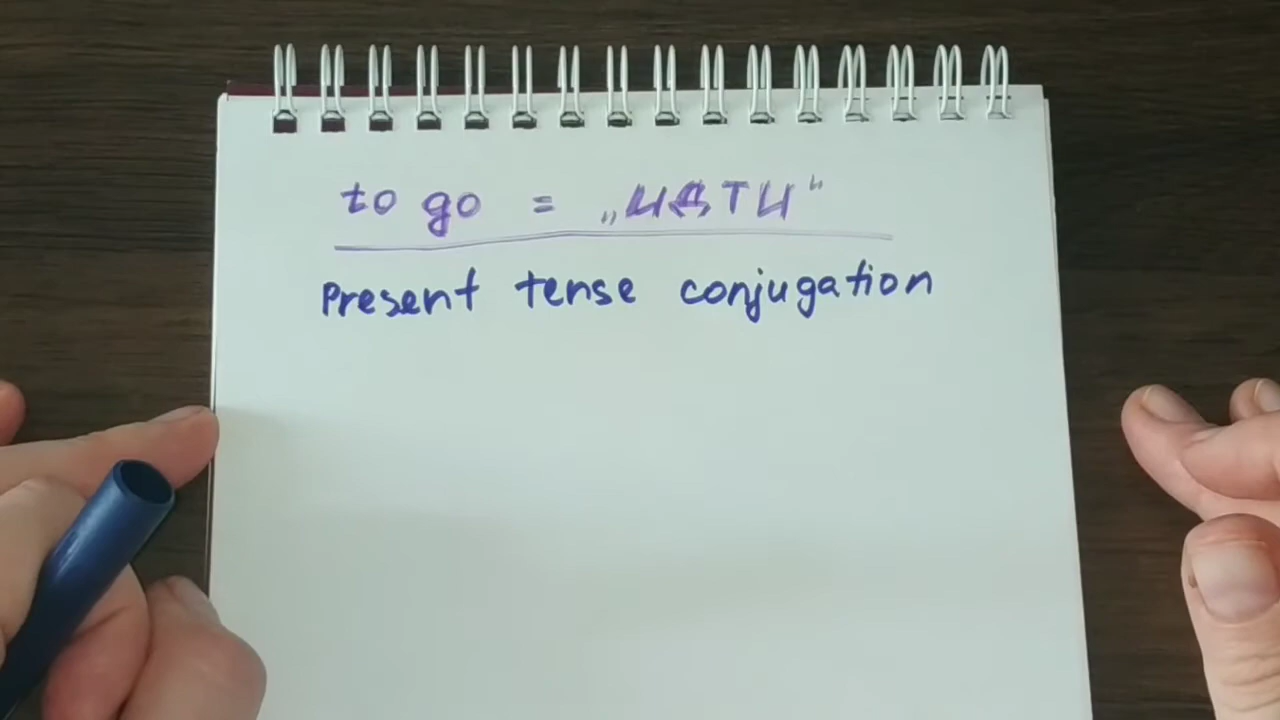 to go = „ИДТИ"
Present tense conjugation